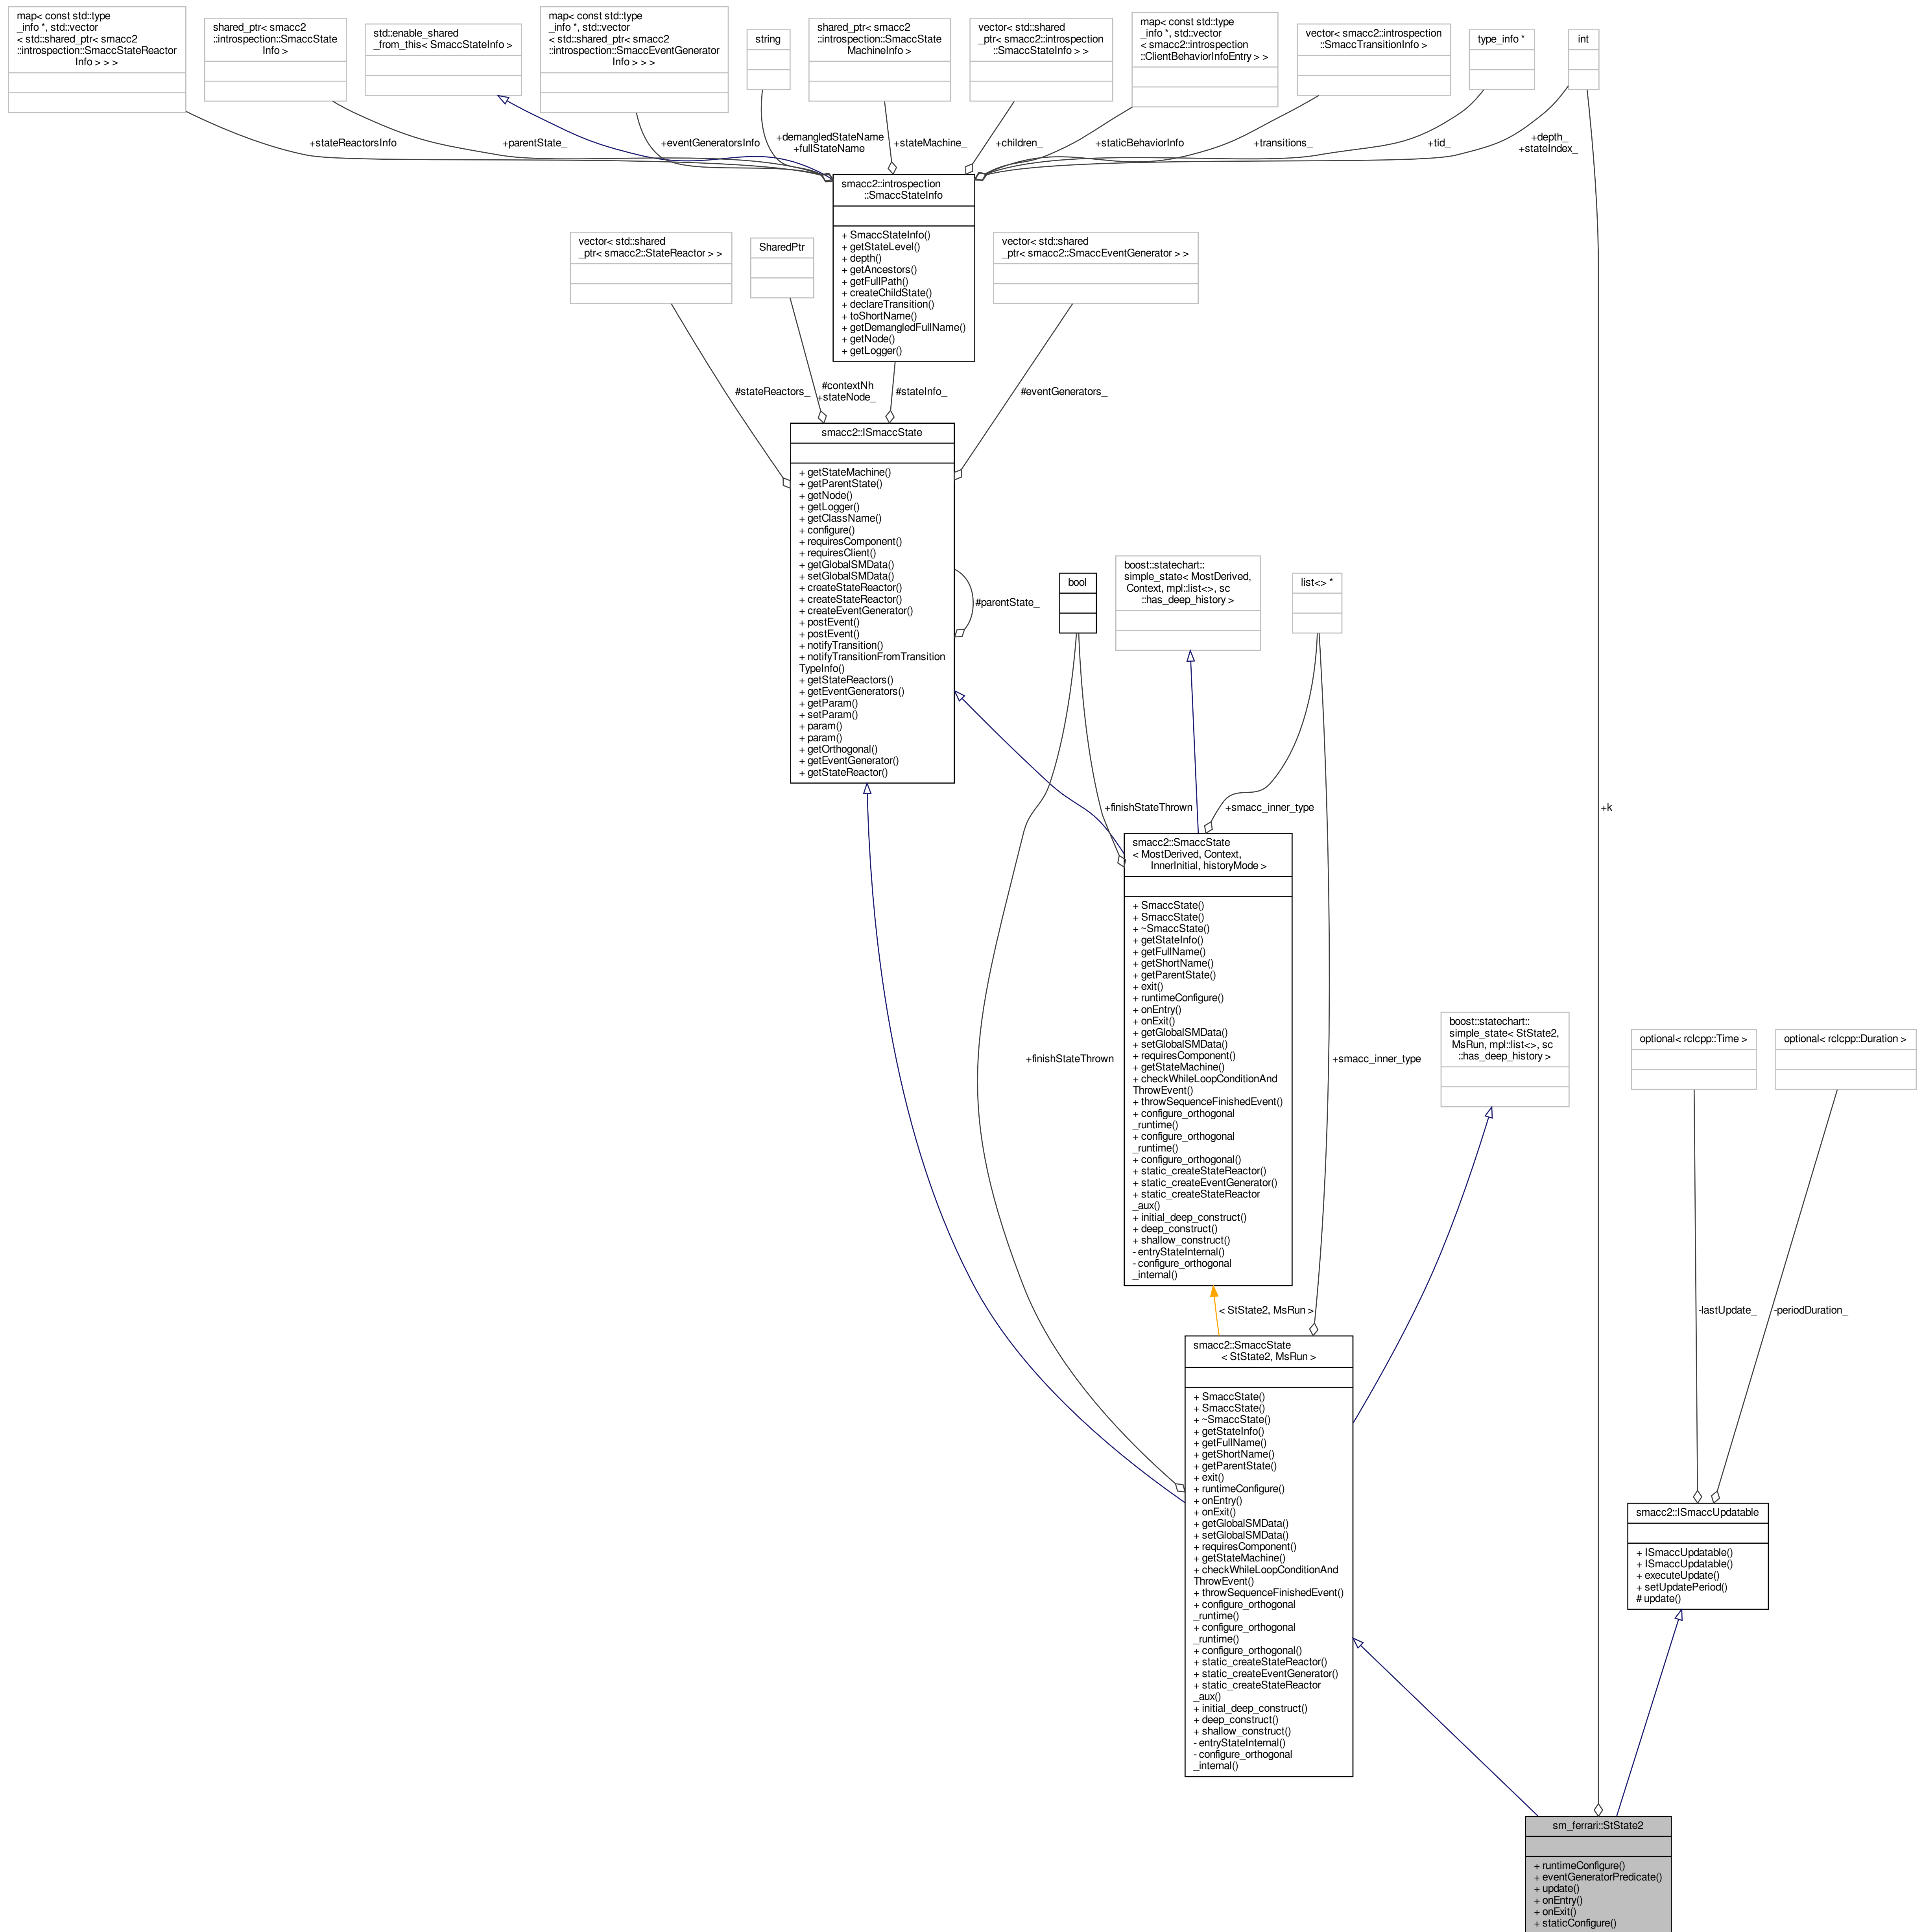 map< const std::type
_info *, std::vector
< std::shared_ptr< smacc2
::introspection::SmaccStateReactor
Info > > >
shared_ptr< smacc2
::introspection::SmaccState
Info >
std::enable_shared
_from_this< SmaccStateInfo >
map< const std::type
_info *, std::vector
< std::shared_ptr< smacc2
::introspection::SmaccEventGenerator
Info > > >
string
shared_ptr< smacc2
::introspection::SmaccState
MachineInfo >
vector< std::shared
_ptr< smacc2::introspection
::SmaccStateInfo > >
map< const std::type
_info *, std::vector
< smacc2::introspection
::ClientBehaviorInfoEntry > >
vector< smacc2::introspection
::SmaccTransitionInfo >
type_info *
int
+stateReactorsInfo
+parentState_
+eventGeneratorsInfo
+demangledStateName
+fullStateName
+stateMachine_
+children_
+staticBehaviorInfo
+transitions_
+tid_
+depth_
+stateIndex_
smacc2::introspection
::SmaccStateInfo
+ SmaccStateInfo()
+ getStateLevel()
+ depth()
+ getAncestors()
+ getFullPath()
+ createChildState()
+ declareTransition()
+ toShortName()
+ getDemangledFullName()
+ getNode()
+ getLogger()
vector< std::shared
_ptr< smacc2::StateReactor > >
SharedPtr
vector< std::shared
_ptr< smacc2::SmaccEventGenerator > >
#stateReactors_
#contextNh
+stateNode_
#stateInfo_
#eventGenerators_
smacc2::ISmaccState
+ getStateMachine()
+ getParentState()
+ getNode()
+ getLogger()
+ getClassName()
+ configure()
+ requiresComponent()
+ requiresClient()
+ getGlobalSMData()
+ setGlobalSMData()
+ createStateReactor()
+ createStateReactor()
+ createEventGenerator()
+ postEvent()
+ postEvent()
+ notifyTransition()
+ notifyTransitionFromTransition
TypeInfo()
+ getStateReactors()
+ getEventGenerators()
+ getParam()
+ setParam()
+ param()
+ param()
+ getOrthogonal()
+ getEventGenerator()
+ getStateReactor()
#parentState_
bool
boost::statechart::
simple_state< MostDerived,
Context, mpl::list<>, sc
::has_deep_history >
list<> *
+finishStateThrown
+smacc_inner_type
+k
smacc2::SmaccState
< MostDerived, Context,
InnerInitial, historyMode >
+ SmaccState()
+ SmaccState()
+ ~SmaccState()
+ getStateInfo()
+ getFullName()
+ getShortName()
+ getParentState()
+ exit()
+ runtimeConfigure()
+ onEntry()
+ onExit()
+ getGlobalSMData()
+ setGlobalSMData()
+ requiresComponent()
+ getStateMachine()
+ checkWhileLoopConditionAnd
ThrowEvent()
+ throwSequenceFinishedEvent()
+ configure_orthogonal
_runtime()
+ configure_orthogonal
_runtime()
+ configure_orthogonal()
+ static_createStateReactor()
+ static_createEventGenerator()
+ static_createStateReactor
_aux()
+ initial_deep_construct()
+ deep_construct()
+ shallow_construct()
- entryStateInternal()
- configure_orthogonal
_internal()
+finishStateThrown
+smacc_inner_type
boost::statechart::
simple_state< StState2,
MsRun, mpl::list<>, sc
::has_deep_history >
optional< rclcpp::Time >
optional< rclcpp::Duration >
< StState2, MsRun >
-lastUpdate_
-periodDuration_
smacc2::SmaccState
< StState2, MsRun >
+ SmaccState()
+ SmaccState()
+ ~SmaccState()
+ getStateInfo()
+ getFullName()
+ getShortName()
+ getParentState()
+ exit()
+ runtimeConfigure()
+ onEntry()
+ onExit()
+ getGlobalSMData()
+ setGlobalSMData()
+ requiresComponent()
+ getStateMachine()
+ checkWhileLoopConditionAnd
ThrowEvent()
+ throwSequenceFinishedEvent()
+ configure_orthogonal
_runtime()
+ configure_orthogonal
_runtime()
+ configure_orthogonal()
+ static_createStateReactor()
+ static_createEventGenerator()
+ static_createStateReactor
_aux()
+ initial_deep_construct()
+ deep_construct()
+ shallow_construct()
- entryStateInternal()
- configure_orthogonal
_internal()
smacc2::ISmaccUpdatable
+ ISmaccUpdatable()
+ ISmaccUpdatable()
+ executeUpdate()
+ setUpdatePeriod()
# update()
sm_ferrari::StState2
+ runtimeConfigure()
+ eventGeneratorPredicate()
+ update()
+ onEntry()
+ onExit()
+ staticConfigure()